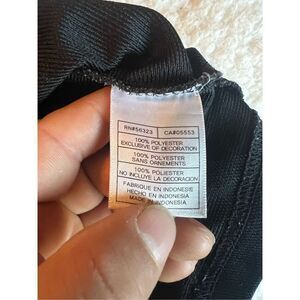 RN#56323 CA#05553
100% POLYESTER
EXCLUSIVE OF DECORATION
100% POLYESTER
SANS ORNEMENTS
100% POLIESTER
NO INCLUYE LA DECORACION
FABRIQUE EN INDONESIE
HECHO EN INDONESIA
MADE IN INDONESIA